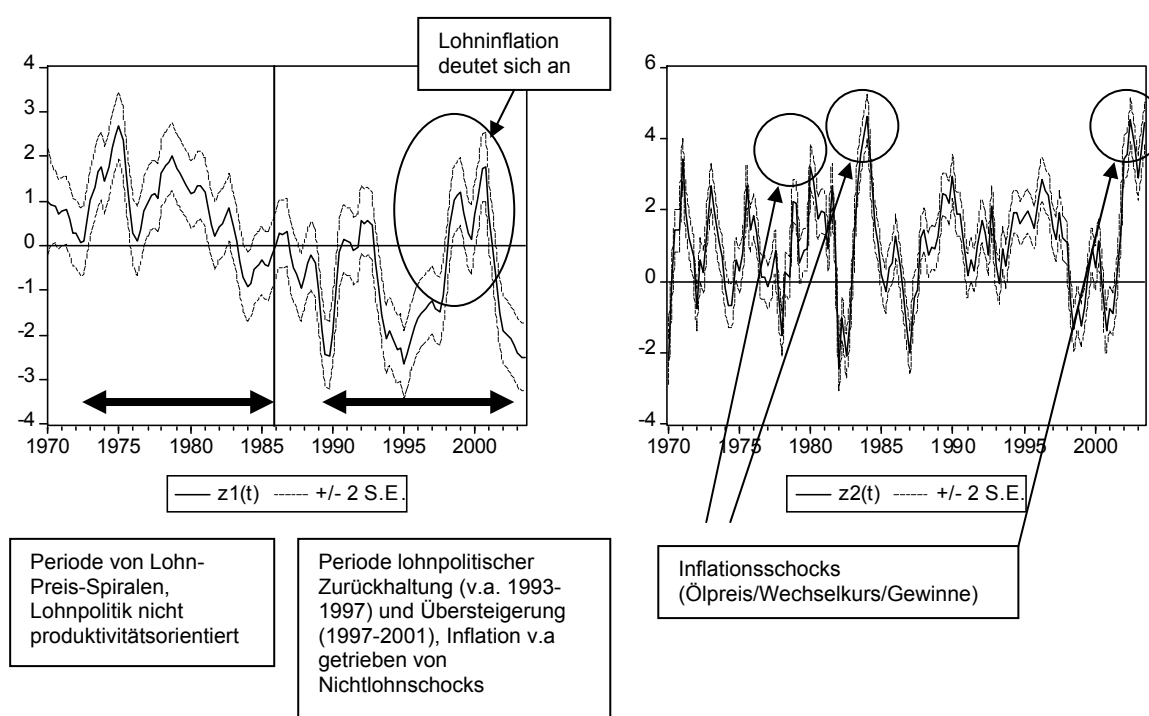 Lohninflation
deutet sich an
4
3
2
1
0
-1
-2
-3
-4
1970 1975 1980 1985 1990 1995 2000
z1(t) +/- 2 S.E.
6
4
2
0
-2
-4
1970 1975 1980 1985 1990 1995 2000
z2(t) +/- 2 S.E.
Periode von Lohn-
Preis-Spiralen,
Lohnpolitik nicht
produktivitätsorientiert
Periode lohnpolitischer
Zurückhaltung (v.a. 1993-
1997) und Übersteigerung
(1997-2001), Inflation v.a
getrieben von
Nichtlohnschocks
Inflationsschocks
(Ölpreis/Wechselkurs/Gewinne)